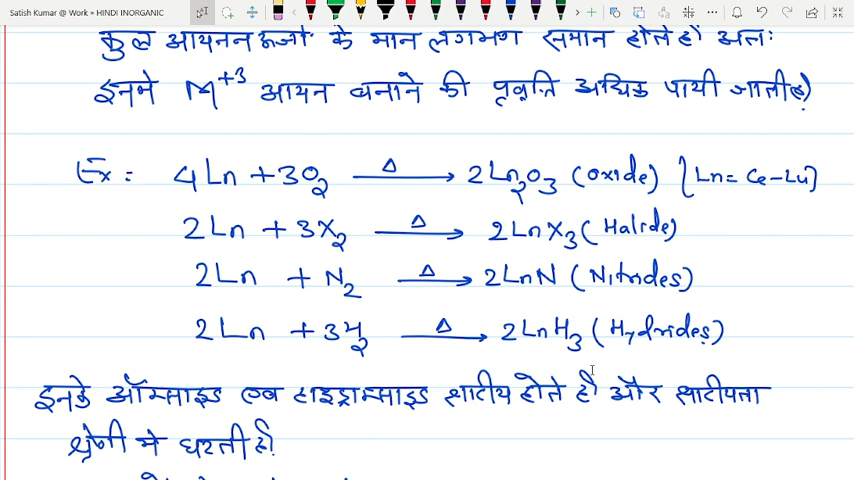 Satish Kumar @ Work » HINDI INORGANIC
कुल आयनन ऊर्जा के मान लगभग समान होते हैं अतः
इनमे M⁺³ आयन बनाने की प्रवृत्ति अधिक पायी जाती है)
Ex = 4Ln + 3O₂ —Δ→ 2Ln₂O₃ (Oxide) [Ln = Ce-Lu]
2Ln + 3X₂ —Δ→ 2LnX₃ (Halide)
2Ln + N₂ —Δ→ 2LnN (Nitrides)
2Ln + 3H₂ —Δ→ 2LnH₃ (Hydrides)
इनके ऑक्साइड एव हाइड्राक्साइड क्षारीय होते है और क्षारीयता
श्रेणी मे घटती है।